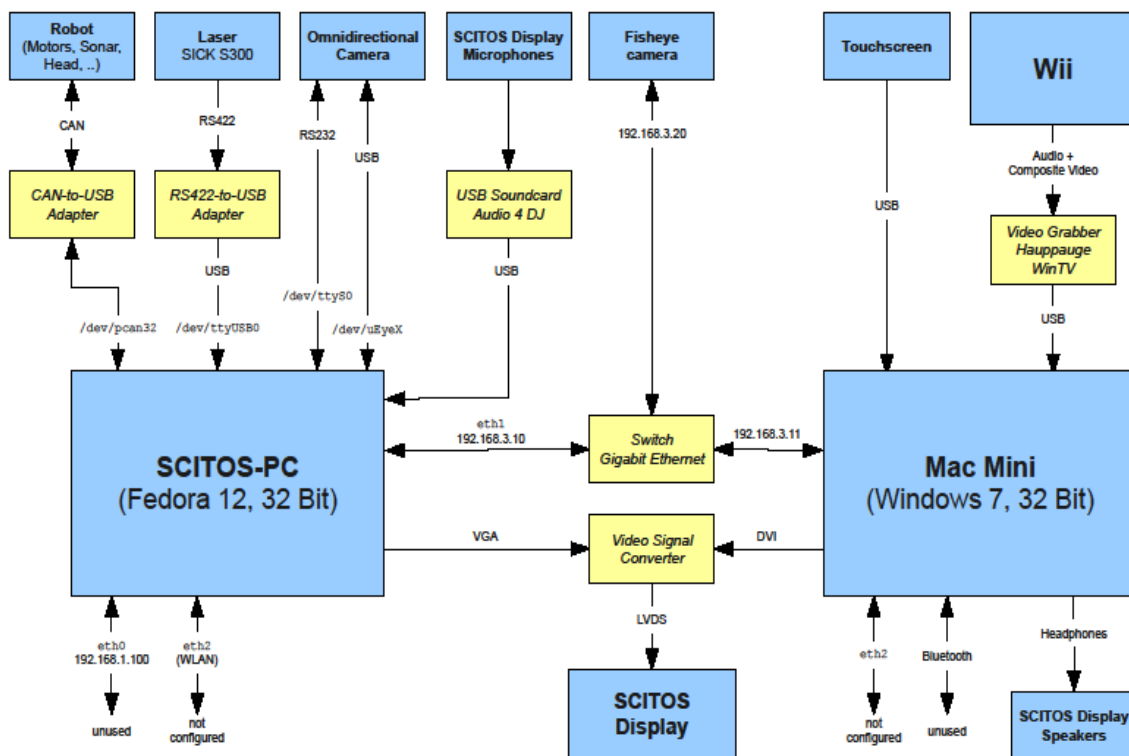 Robot
(Motors, Sonar,
Head, ..)
Laser
SICK S300
Omnidirectional
Camera
SCITOS Display
Microphones
Fisheye
camera
Touchscreen
Wii
CAN
RS422
RS232
USB
192.168.3.20
USB
Audio +
Composite Video
CAN-to-USB
Adapter
RS422-to-USB
Adapter
USB Soundcard
Audio 4 DJ
Video Grabber
Hauppauge
WinTV
USB
USB
USB
/dev/pcan32
/dev/ttyUSB0
/dev/ttyS0
/dev/uEyeX
SCITOS-PC
(Fedora 12, 32 Bit)
eth1
192.168.3.10
Switch
Gigabit Ethernet
192.168.3.11
Mac Mini
(Windows 7, 32 Bit)
VGA
Video Signal
Converter
DVI
LVDS
SCITOS
Display
eth0
192.168.1.100
unused
eth2
(WLAN)
not
configured
eth2
not
configured
Bluetooth
unused
Headphones
SCITOS Display
Speakers